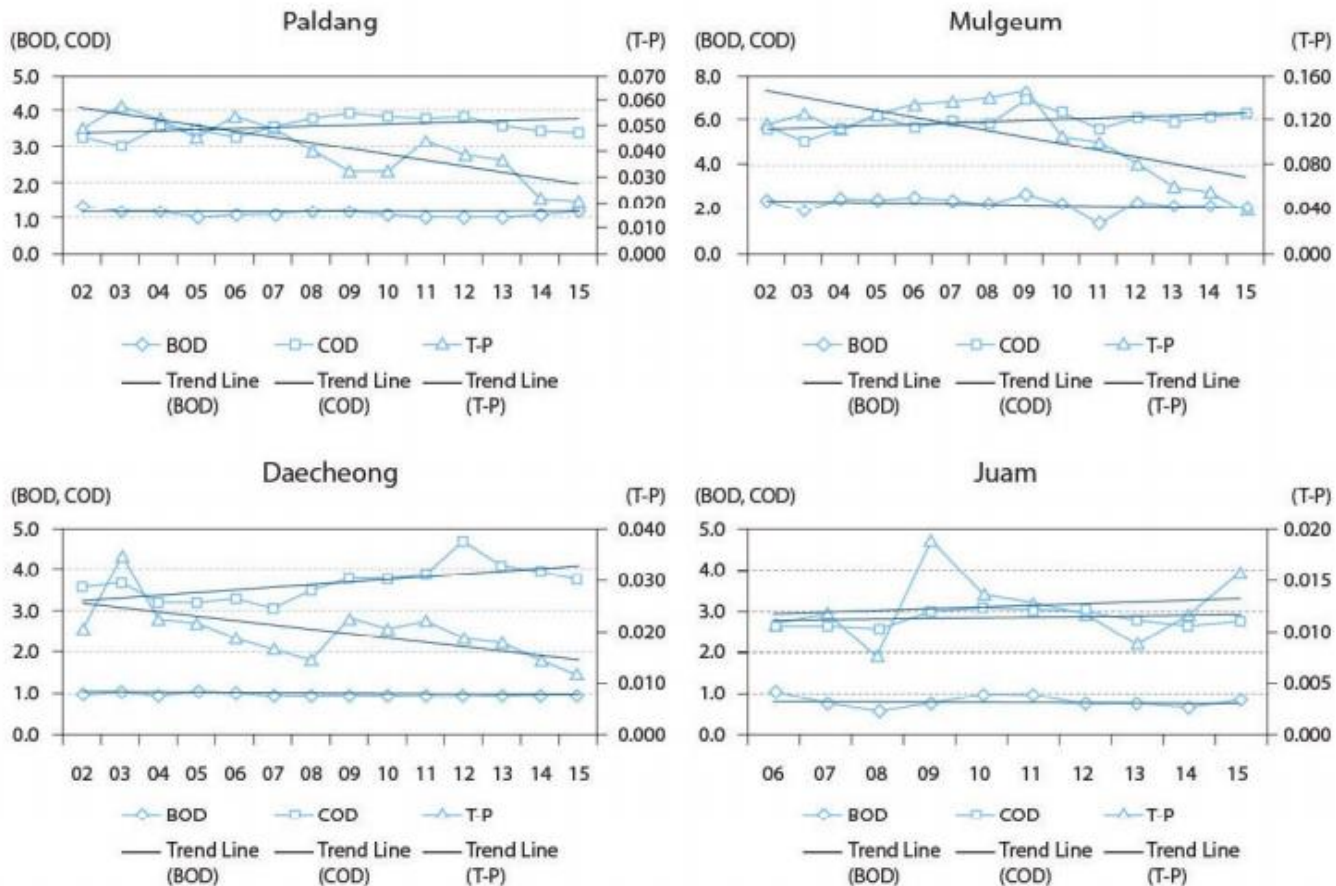 Paldang
(BOD, COD) (T-P)
5.0 0.070
4.0 0.060
3.0 0.050
2.0 0.040
1.0 0.030
0.0 0.020
0.010
0.000
02 03 04 05 06 07 08 09 10 11 12 13 14 15
BOD COD T-P
Trend Line Trend Line Trend Line
(BOD) (COD) (T-P)
Mulgeum
(BOD, COD) (T-P)
8.0 0.160
6.0 0.120
4.0 0.080
2.0 0.040
0.0 0.000
02 03 04 05 06 07 08 09 10 11 12 13 14 15
BOD COD T-P
Trend Line Trend Line Trend Line
(BOD) (COD) (T-P)
Daecheong
(BOD, COD) (T-P)
5.0 0.040
4.0 0.030
3.0 0.020
2.0 0.010
1.0 0.000
0.0
02 03 04 05 06 07 08 09 10 11 12 13 14 15
BOD COD T-P
Trend Line Trend Line Trend Line
(BOD) (COD) (T-P)
Juam
(BOD, COD) (T-P)
5.0 0.020
4.0 0.015
3.0 0.010
2.0 0.005
1.0 0.000
0.0
06 07 08 09 10 11 12 13 14 15
BOD COD T-P
Trend Line Trend Line Trend Line
(BOD) (COD) (T-P)